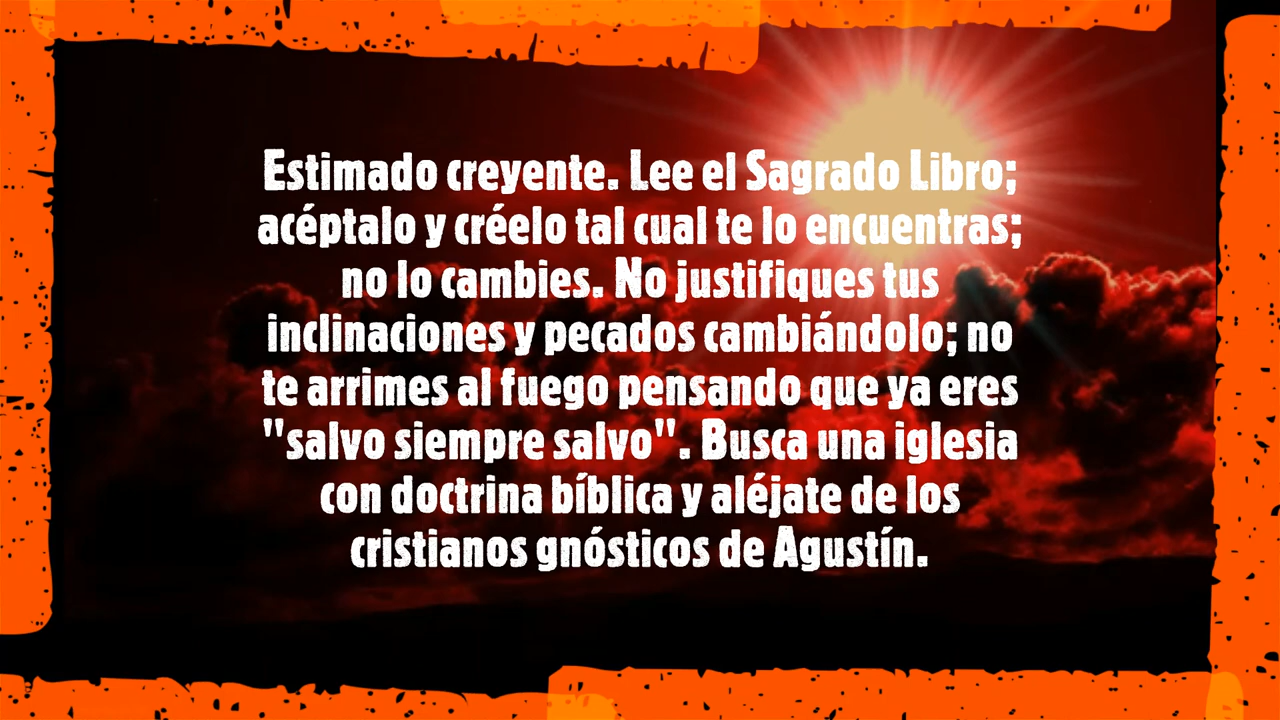 Estimado creyente. Lee el Sagrado Libro;
acéptalo y créelo tal cual te lo encuentras;
no lo cambies. No justifiques tus
inclinaciones y pecados cambiándolo; no
te arrimes al fuego pensando que ya eres
"salvo siempre salvo". Busca una iglesia
con doctrina bíblica y aléjate de los
cristianos gnósticos de Agustín.